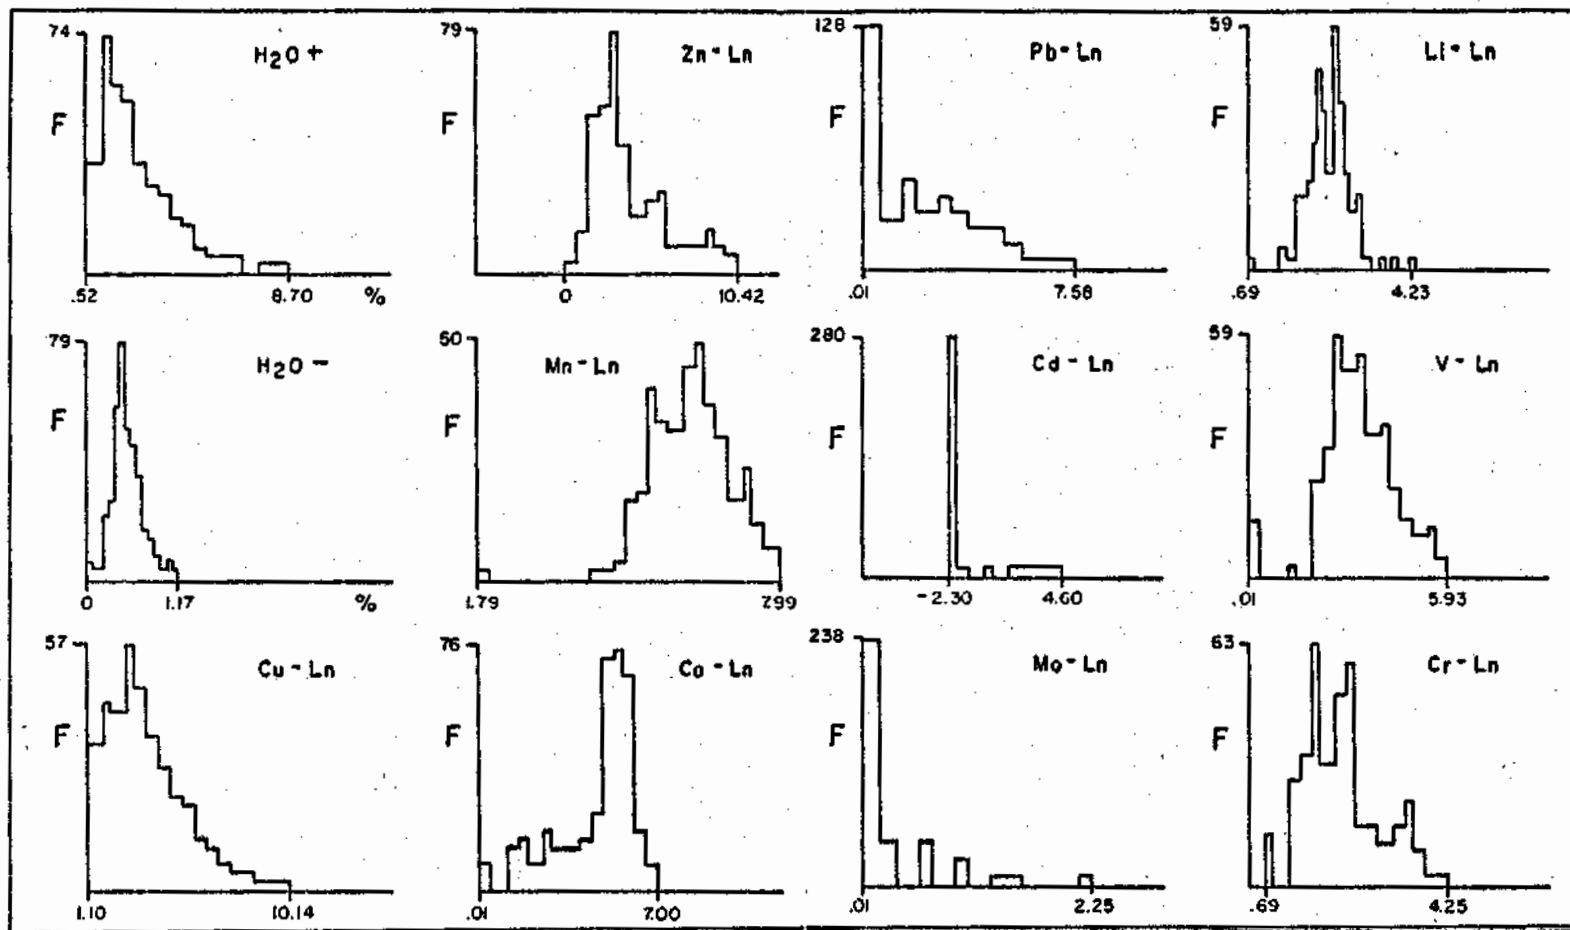 74
H2O+
F
.52 8.70 %
79
Zn-Ln
F
0 10.42
128
Pb-Ln
F
.01 7.58
59
Li-Ln
F
.69 4.23
79
H2O-
F
0 1.17 %
50
Mn-Ln
F
1.79 7.99
280
Cd-Ln
F
-2.30 4.60
59
V-Ln
F
.01 5.93
57
Cu-Ln
F
1.10 10.14
76
Co-Ln
F
.01 7.00
238
Mo-Ln
F
.01 2.25
63
Cr-Ln
F
.69 4.25